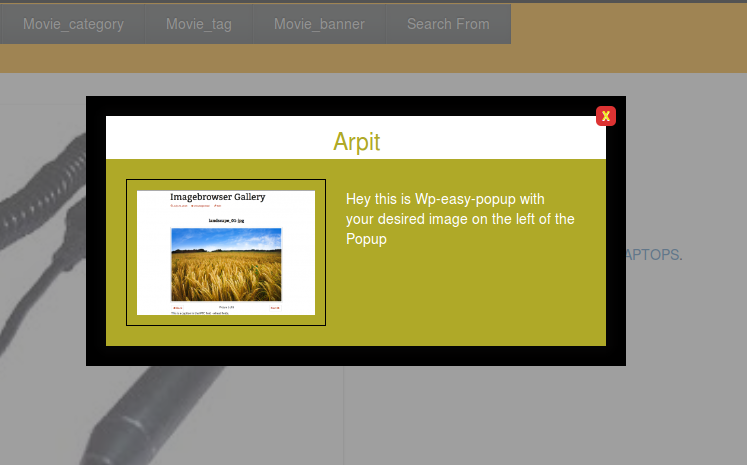 Movie_category Movie_tag Movie_banner Search From
X
Arpit
Imagebrowser Gallery
landscape_03.jpg
Hey this is Wp-easy-popup with
your desired image on the left of the
Popup
APTOPS.